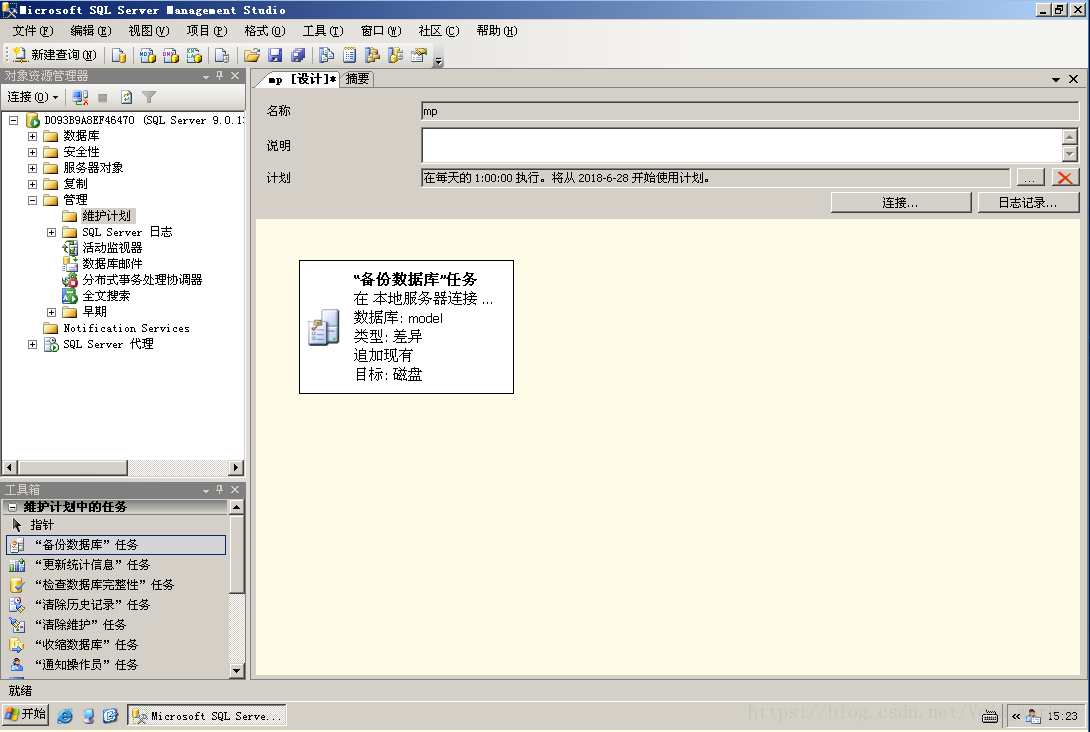 Microsoft SQL Server Management Studio
文件(F) 编辑(E) 视图(V) 项目(P) 格式(O) 工具(T) 窗口(W) 社区(C) 帮助(H)
新建查询(N)
对象资源管理器
连接(O)
D093B9A8EF46470 (SQL Server 9.0.1
数据库
安全性
服务器对象
复制
管理
维护计划
SQL Server 日志
活动监视器
数据库邮件
分布式事务处理协调器
全文搜索
早期
Notification Services
SQL Server 代理
mp [设计]* 摘要
名称 mp
说明
计划 在每天的 1:00:00 执行。将从 2018-6-28 开始使用计划。 ...
连接... 日志记录...
“备份数据库”任务
在 本地服务器连接 ...
数据库: model
类型: 差异
追加现有
目标: 磁盘
工具箱
维护计划中的任务
指针
“备份数据库”任务
“更新统计信息”任务
“检查数据库完整性”任务
“清除历史记录”任务
“清除维护”任务
“收缩数据库”任务
“通知操作员”任务
就绪
开始 Microsoft SQL Serve... « 15:23